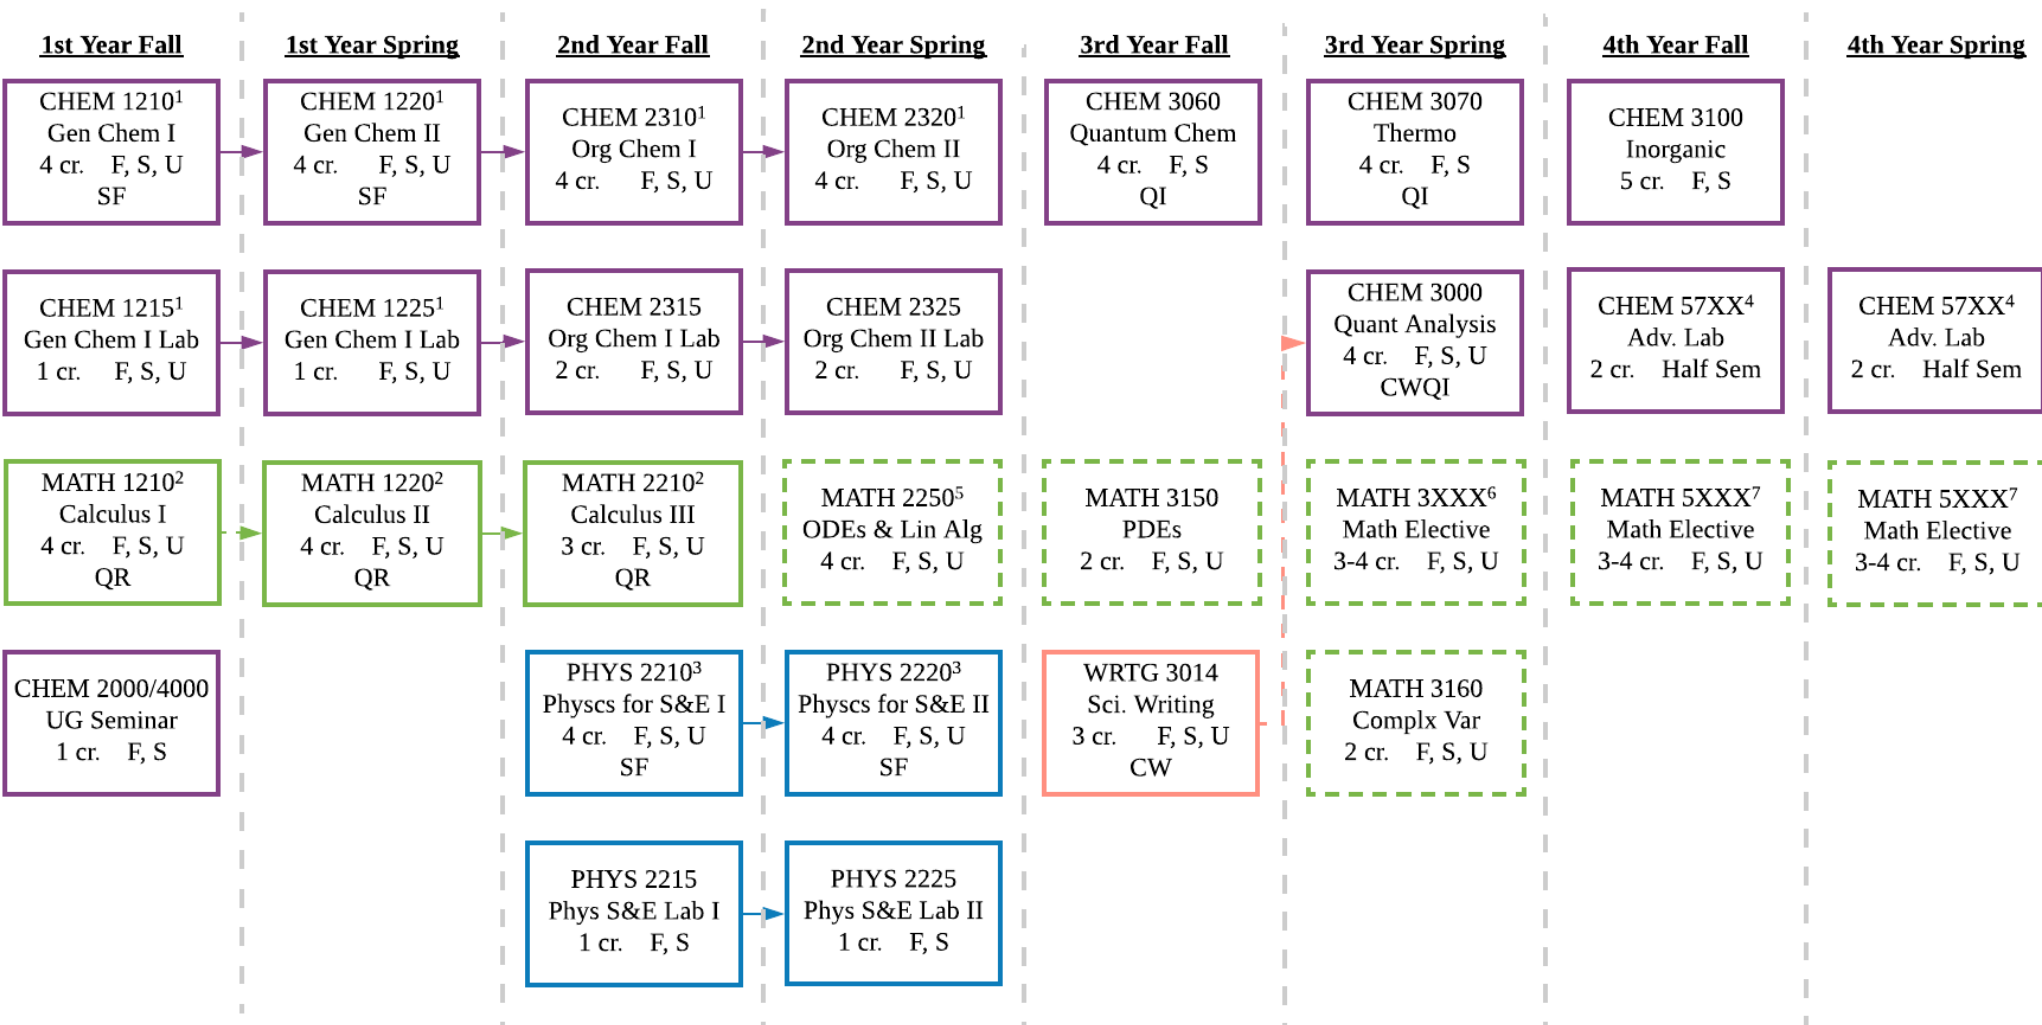 1st Year Fall
CHEM 1210¹
Gen Chem I
4 cr. F, S, U
SF
CHEM 1215¹
Gen Chem I Lab
1 cr. F, S, U
MATH 1210²
Calculus I
4 cr. F, S, U
QR
CHEM 2000/4000
UG Seminar
1 cr. F, S
1st Year Spring
CHEM 1220¹
Gen Chem II
4 cr. F, S, U
SF
CHEM 1225¹
Gen Chem I Lab
1 cr. F, S, U
MATH 1220²
Calculus II
4 cr. F, S, U
QR
2nd Year Fall
CHEM 2310¹
Org Chem I
4 cr. F, S, U
CHEM 2315
Org Chem I Lab
2 cr. F, S, U
MATH 2210²
Calculus III
3 cr. F, S, U
QR
PHYS 2210³
Physcs for S&E I
4 cr. F, S, U
SF
PHYS 2215
Phys S&E Lab I
1 cr. F, S
2nd Year Spring
CHEM 2320¹
Org Chem II
4 cr. F, S, U
CHEM 2325
Org Chem II Lab
2 cr. F, S, U
MATH 2250⁵
ODEs & Lin Alg
4 cr. F, S, U
PHYS 2220³
Physcs for S&E II
4 cr. F, S, U
SF
PHYS 2225
Phys S&E Lab II
1 cr. F, S
3rd Year Fall
CHEM 3060
Quantum Chem
4 cr. F, S
QI
MATH 3150
PDEs
2 cr. F, S, U
WRTG 3014
Sci. Writing
3 cr. F, S, U
CW
3rd Year Spring
CHEM 3070
Thermo
4 cr. F, S
QI
CHEM 3000
Quant Analysis
4 cr. F, S, U
CWQI
MATH 3XXX⁶
Math Elective
3-4 cr. F, S, U
MATH 3160
Complx Var
2 cr. F, S, U
4th Year Fall
CHEM 3100
Inorganic
5 cr. F, S
CHEM 57XX⁴
Adv. Lab
2 cr. Half Sem
MATH 5XXX⁷
Math Elective
3-4 cr. F, S, U
4th Year Spring
CHEM 57XX⁴
Adv. Lab
2 cr. Half Sem
MATH 5XXX⁷
Math Elective
3-4 cr. F, S, U